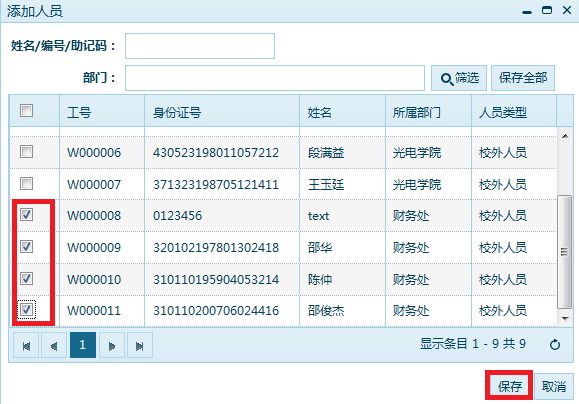 添加人员
姓名/编号/助记码：
部门： 筛选 保存全部
工号 身份证号 姓名 所属部门 人员类型
W000006 430523198011057212 段满益 光电学院 校外人员
W000007 371323198705121411 王玉廷 光电学院 校外人员
W000008 0123456 text 财务处 校外人员
W000009 320102197801302418 邵华 财务处 校外人员
W000010 310110195904053214 陈仲 财务处 校外人员
W000011 310110200706024416 邵俊杰 财务处 校外人员
1 显示条目 1 - 9 共 9
保存 取消